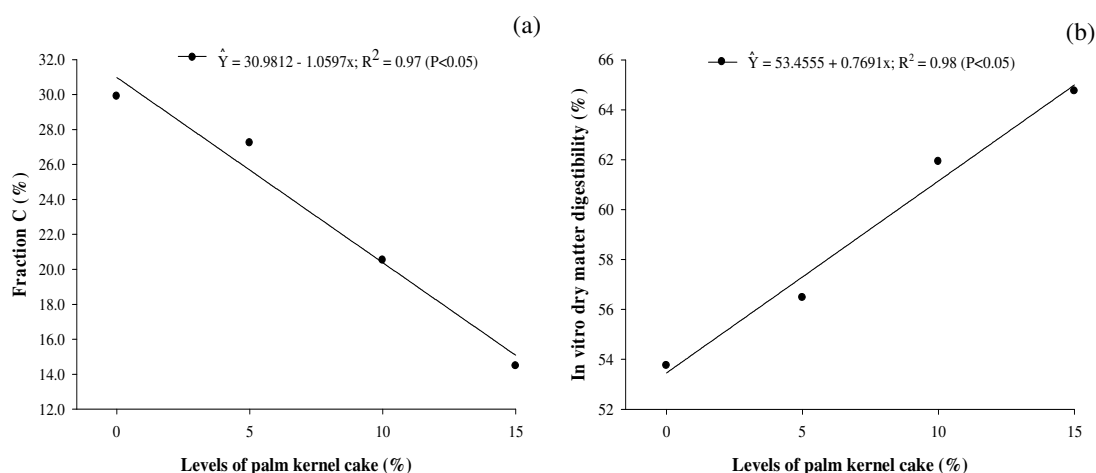 (a)
Ŷ = 30.9812 - 1.0597x; R² = 0.97 (P<0.05)
32.0
30.0
28.0
26.0
24.0
22.0
20.0
18.0
16.0
14.0
12.0
Fraction C (%)
0 5 10 15
Levels of palm kernel cake (%)
(b)
Ŷ = 53.4555 + 0.7691x; R² = 0.98 (P<0.05)
66
64
62
60
58
56
54
52
In vitro dry matter digestibility (%)
0 5 10 15
Levels of palm kernel cake (%)